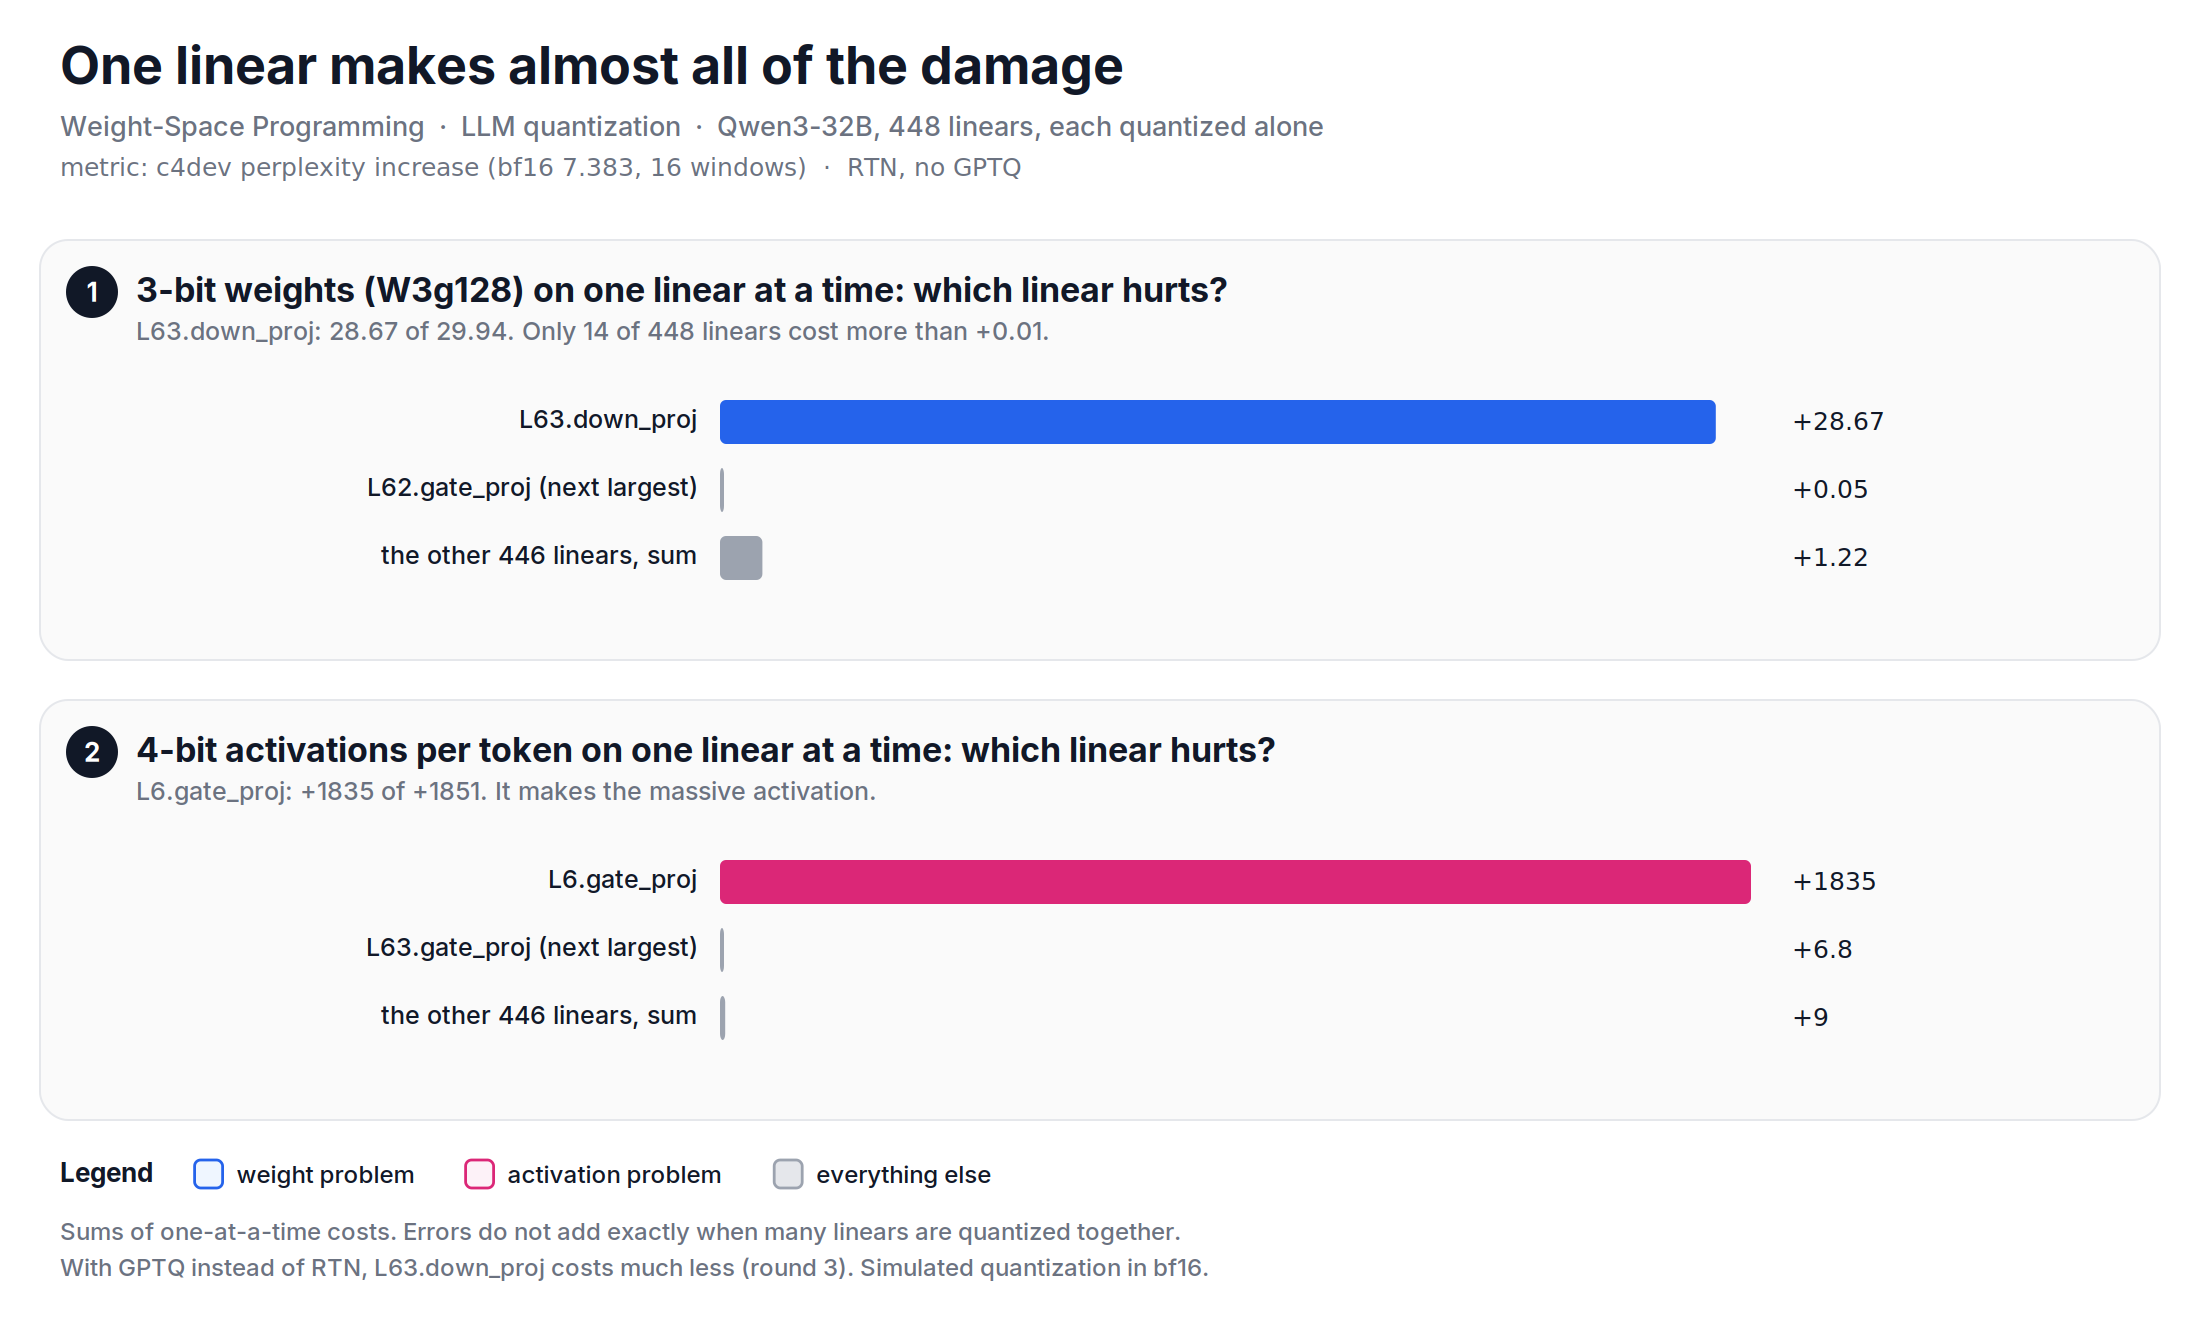 One linear makes almost all of the damage
Weight-Space Programming · LLM quantization · Qwen3-32B, 448 linears, each quantized alone
metric: c4dev perplexity increase (bf16 7.383, 16 windows) · RTN, no GPTQ
1 3-bit weights (W3g128) on one linear at a time: which linear hurts?
L63.down_proj: 28.67 of 29.94. Only 14 of 448 linears cost more than +0.01.
L63.down_proj +28.67
L62.gate_proj (next largest) +0.05
the other 446 linears, sum +1.22
2 4-bit activations per token on one linear at a time: which linear hurts?
L6.gate_proj: +1835 of +1851. It makes the massive activation.
L6.gate_proj +1835
L63.gate_proj (next largest) +6.8
the other 446 linears, sum +9
Legend weight problem activation problem everything else
Sums of one-at-a-time costs. Errors do not add exactly when many linears are quantized together.
With GPTQ instead of RTN, L63.down_proj costs much less (round 3). Simulated quantization in bf16.